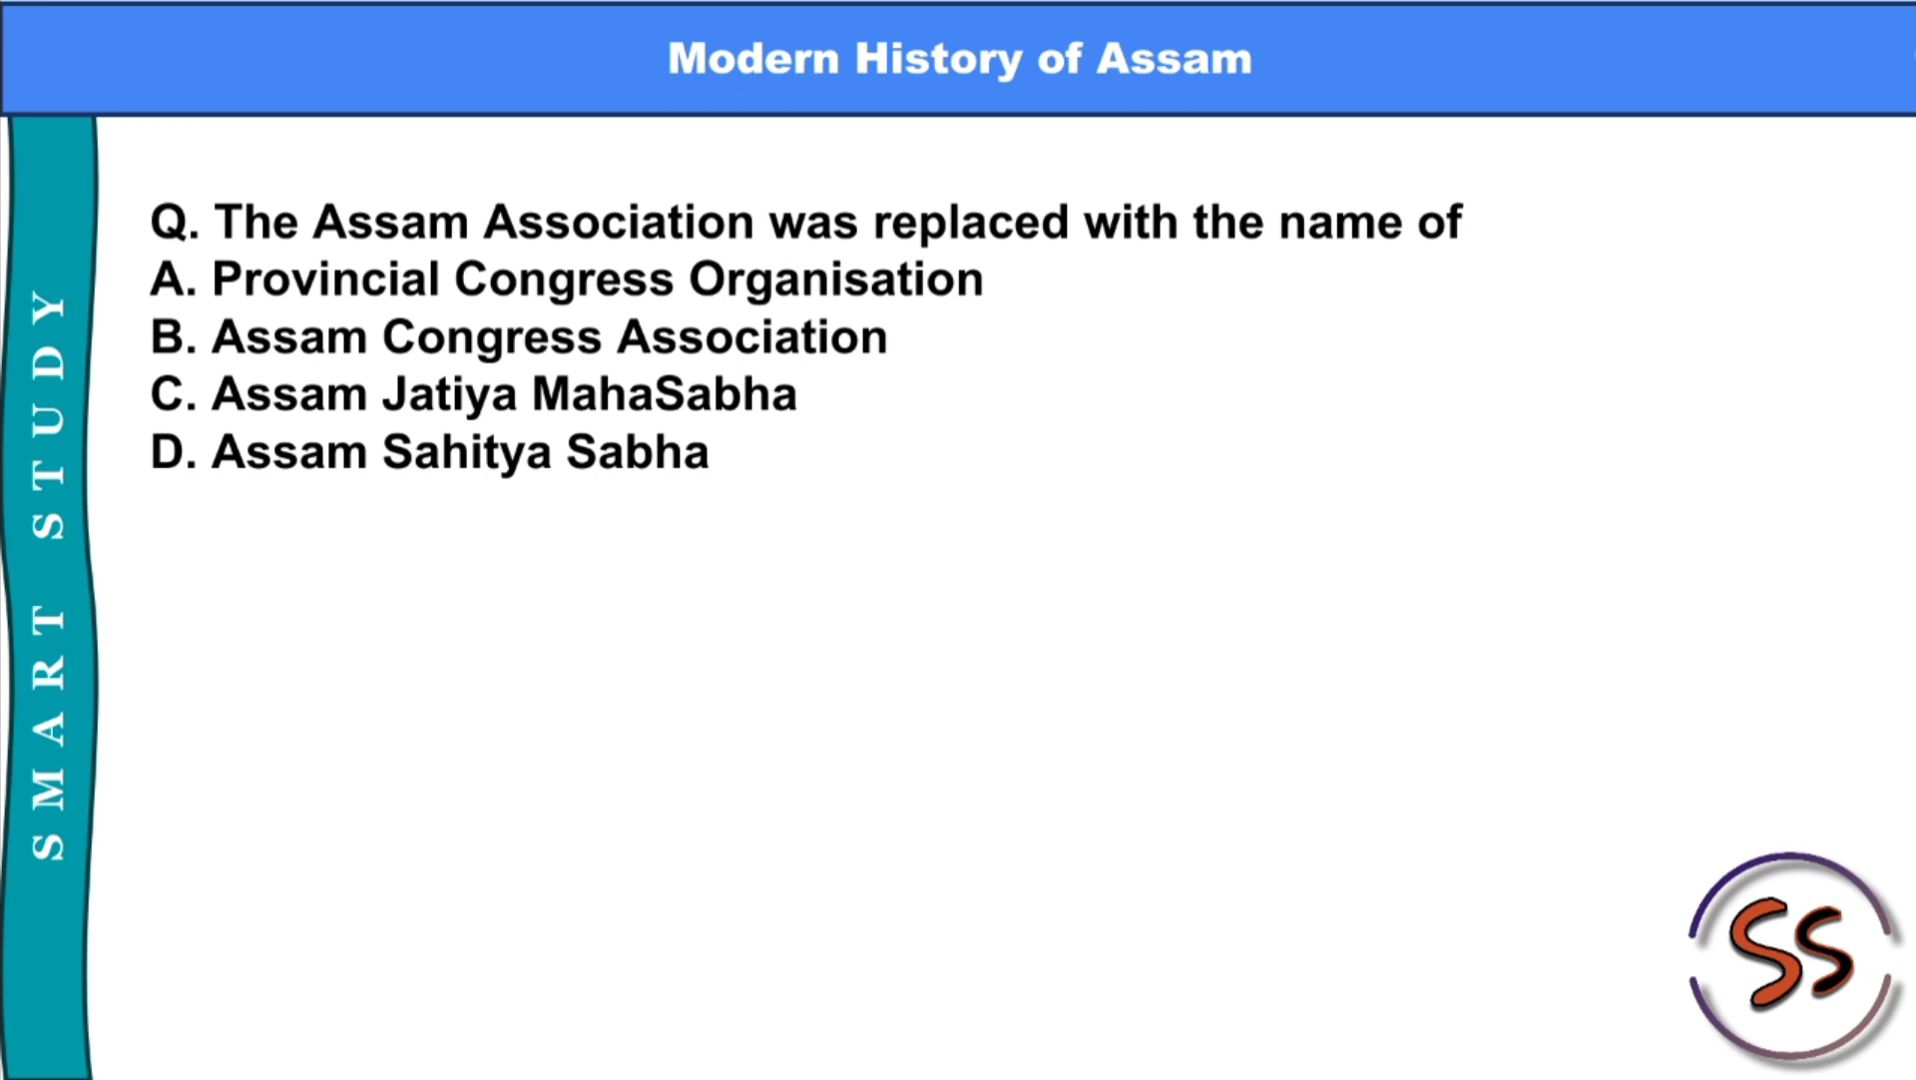 Modern History of Assam
Q. The Assam Association was replaced with the name of
A. Provincial Congress Organisation
B. Assam Congress Association
C. Assam Jatiya MahaSabha
D. Assam Sahitya Sabha
SMART STUDY
SS